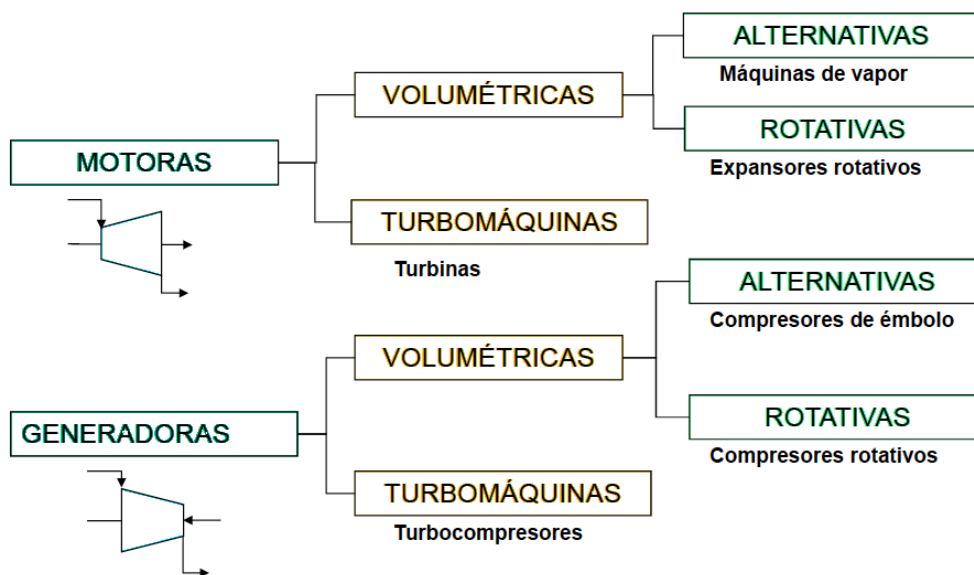 ALTERNATIVAS
Máquinas de vapor
VOLUMÉTRICAS
ROTATIVAS
Expansores rotativos
MOTORAS
TURBOMÁQUINAS
Turbinas
ALTERNATIVAS
Compresores de émbolo
VOLUMÉTRICAS
ROTATIVAS
Compresores rotativos
GENERADORAS
TURBOMÁQUINAS
Turbocompresores